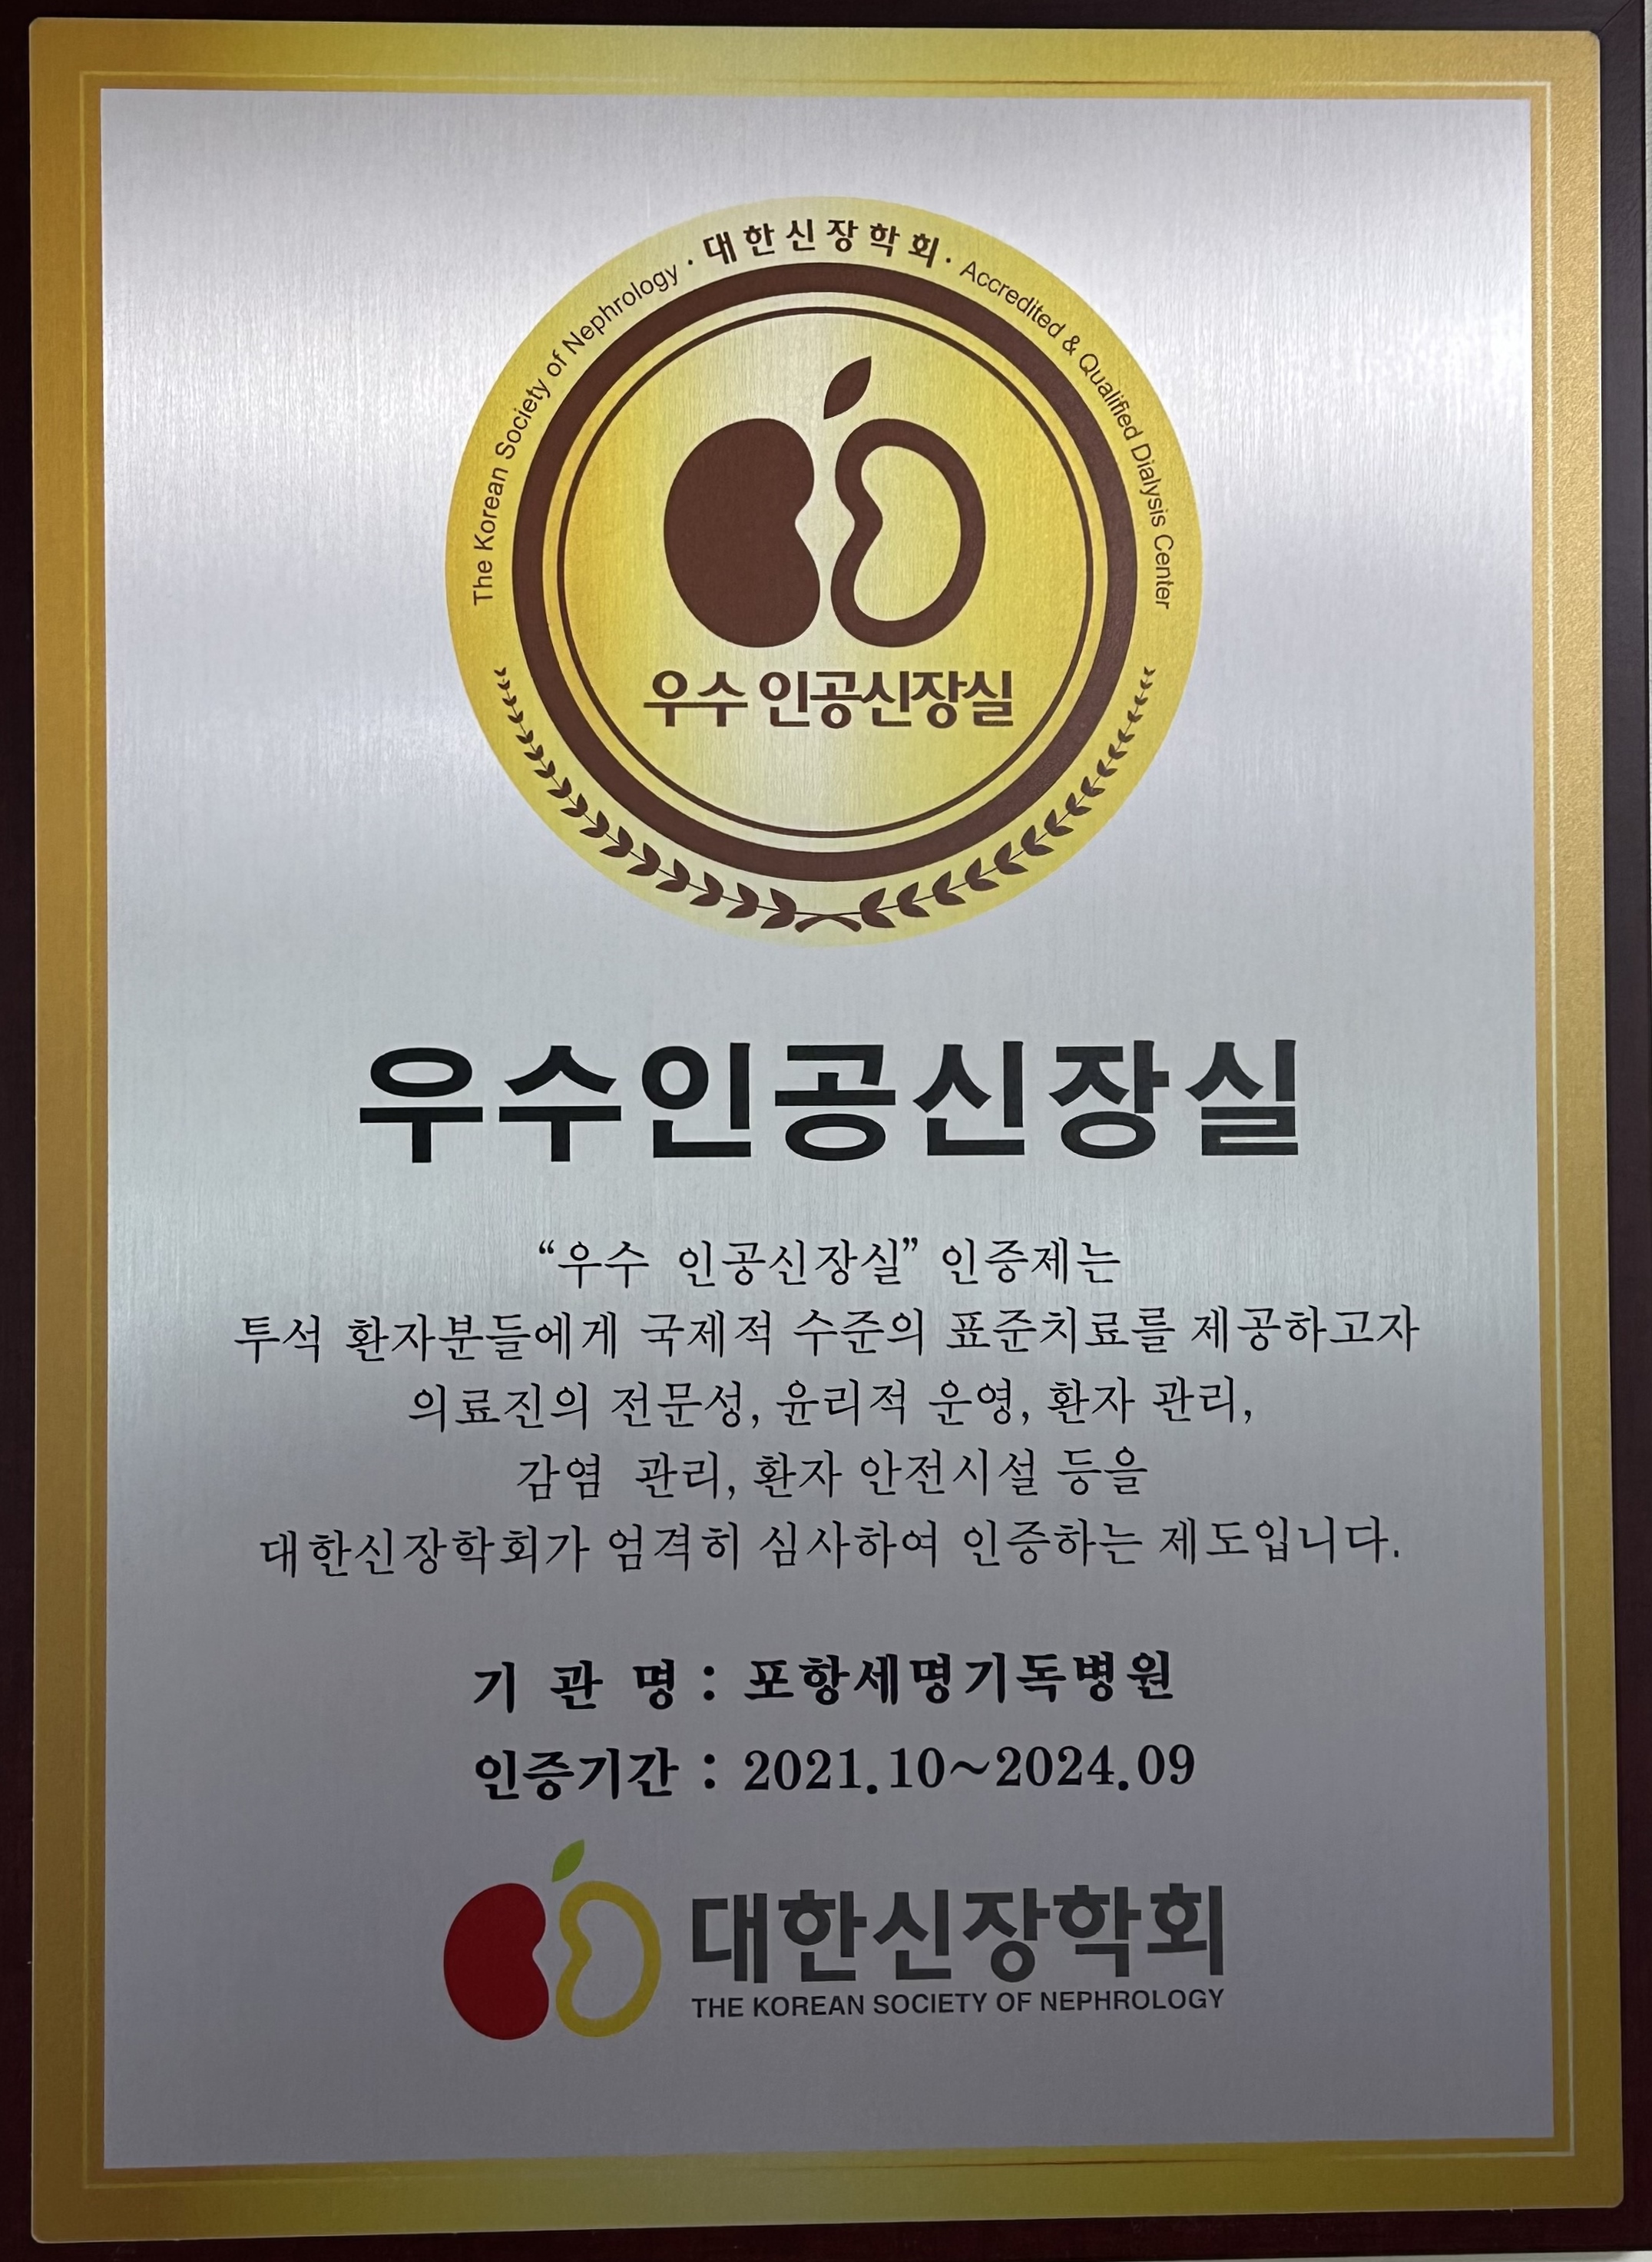 The Korean Society of Nephrology · 대한신장학회 · Accredited & Qualified Dialysis Center
우수 인공신장실
우수인공신장실
“우수 인공신장실” 인증제는
투석 환자분들에게 국제적 수준의 표준치료를 제공하고자
의료진의 전문성, 윤리적 운영, 환자 관리,
감염 관리, 환자 안전시설 등을
대한신장학회가 엄격히 심사하여 인증하는 제도입니다.
기 관 명 : 포항세명기독병원
인증기간 : 2021.10~2024.09
대한신장학회
THE KOREAN SOCIETY OF NEPHROLOGY